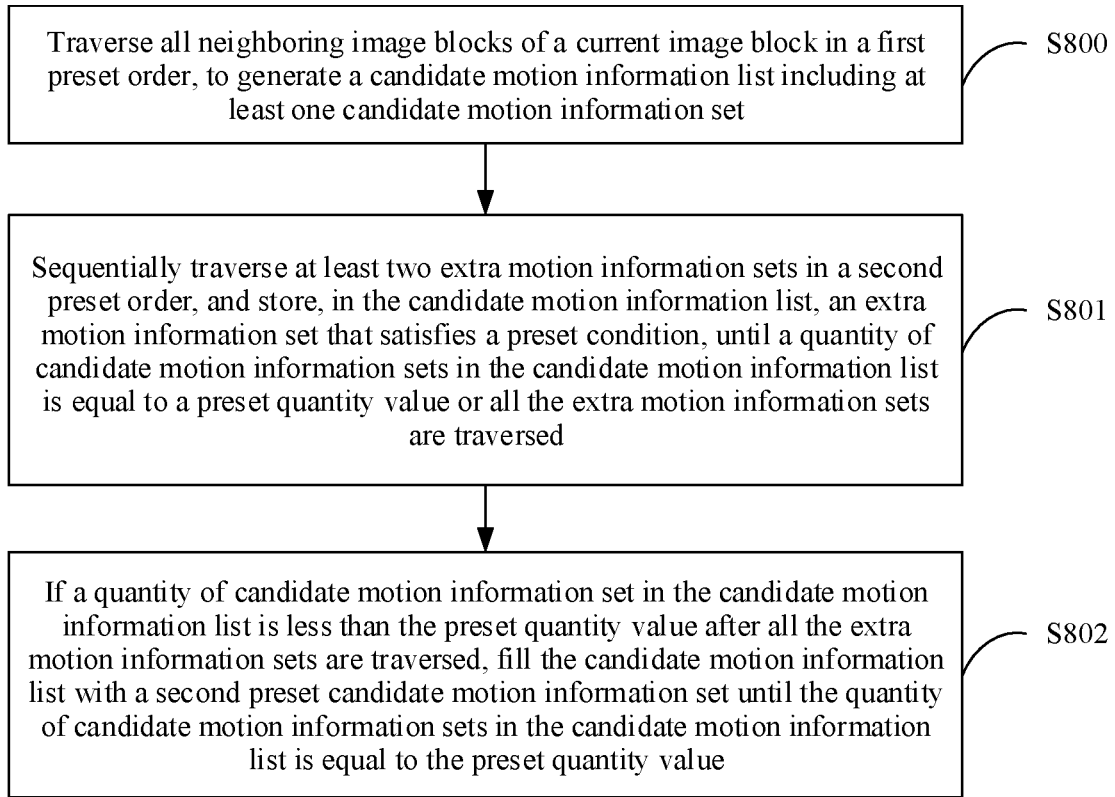 Traverse all neighboring image blocks of a current image block in a first
preset order, to generate a candidate motion information list including at
least one candidate motion information set
S800
Sequentially traverse at least two extra motion information sets in a second
preset order, and store, in the candidate motion information list, an extra
motion information set that satisfies a preset condition, until a quantity of
candidate motion information sets in the candidate motion information list
is equal to a preset quantity value or all the extra motion information sets
are traversed
S801
If a quantity of candidate motion information set in the candidate motion
information list is less than the preset quantity value after all the extra
motion information sets are traversed, fill the candidate motion information
list with a second preset candidate motion information set until the quantity
of candidate motion information sets in the candidate motion information
list is equal to the preset quantity value
S802